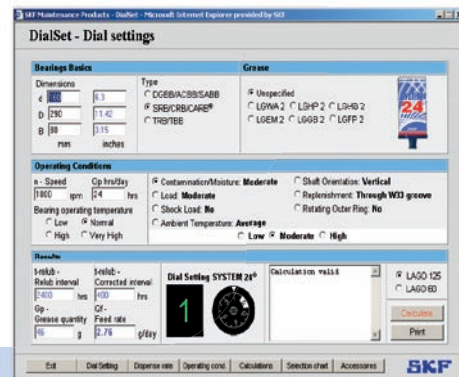 SKF Maintenance Products - DialSet - Microsoft Internet Explorer provided by SKF
DialSet - Dial settings
Bearings Basics
Grease
Dimensions
Type
d
6.3
D 290 11.42
B 80 3.15
mm inches
DGBB/ACBB/SABB
SRB/CRB/CARB®
TRB/TBB
Unspecified
LGWA 2 LGHP 2 LGHB 2
LGEM 2 LGGB 2 LGFP 2
24
Operating Conditions
n - Speed Op hrs/day
1000 rpm 24 hrs
Bearing operating temperature
Low Normal
High Very High
Contamination/Moisture: Moderate
Load: Moderate
Shock Load: No
Ambient Temperature: Average
Shaft Orientation: Vertical
Replenishment: Through W33 groove
Rotating Outer Ring: No
Low Moderate High
Results
t-relub - Relub interval
2400 hrs
t-relub - Corrected interval
400 hrs
Gp - Grease quantity
46 g
Qf - Feed rate
2.76 g/day
Dial Setting SYSTEM 24®
1
Calculation valid
LAGD 125
LAGD 60
Calculate
Print
Exit Dial Setting Dispense rate Operating cond. Calculations Selection chart Accessories
SKF